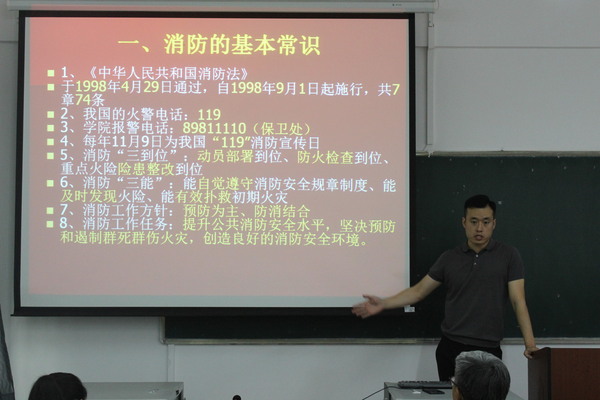 一、消防的基本常识
1、《中华人民共和国消防法》
于1998年4月29日通过，自1998年9月1日起施行，共7
章74条
2、我国的火警电话：119
3、学院报警电话：89811110（保卫处）
4、每年11月9日为我国“119”消防宣传日
5、消防“三到位”：动员部署到位、防火检查到位、
重点火险险患整改到位
6、消防“三能”：能自觉遵守消防安全规章制度、能
及时发现火险、能有效扑救初期火灾
7、消防工作方针：预防为主、防消结合
8、消防工作任务：提升公共消防安全水平，坚决预防
和遏制群死群伤火灾，创造良好的消防安全环境。